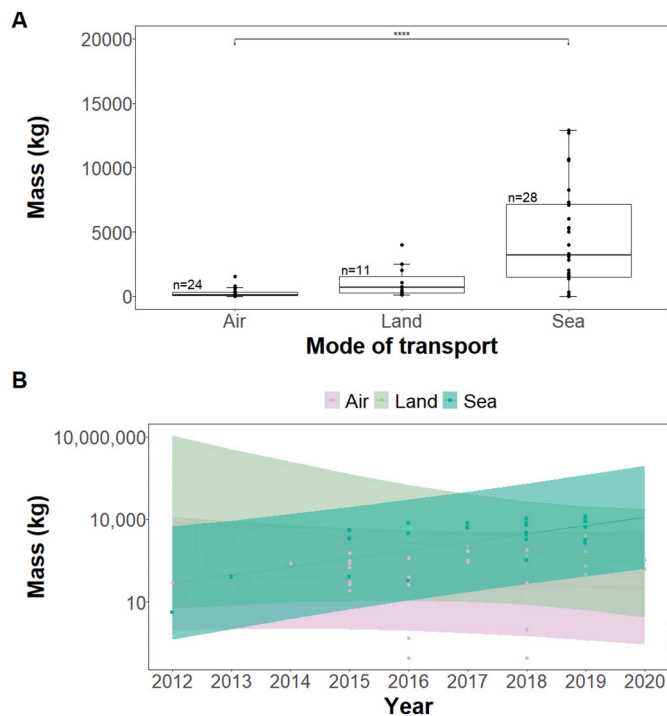 A
20000
15000
10000
5000
0
Mass (kg)
****
n=24
n=11
n=28
Air
Land
Sea
Mode of transport
B
Air
Land
Sea
10,000,000
10,000
10
Mass (kg)
2012
2013
2014
2015
2016
2017
2018
2019
2020
Year